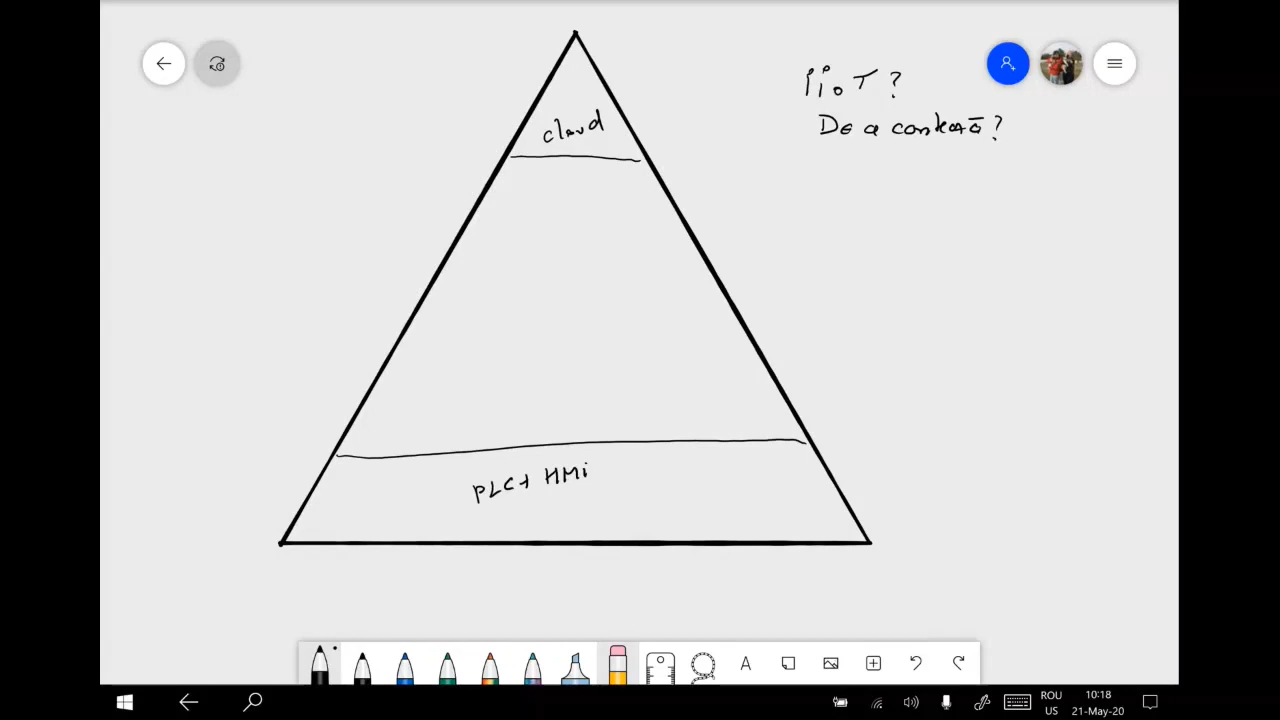 IIOT?
De a contează?
cloud
PLC+ HMi
A
ROU
US
10:18
21-May-20